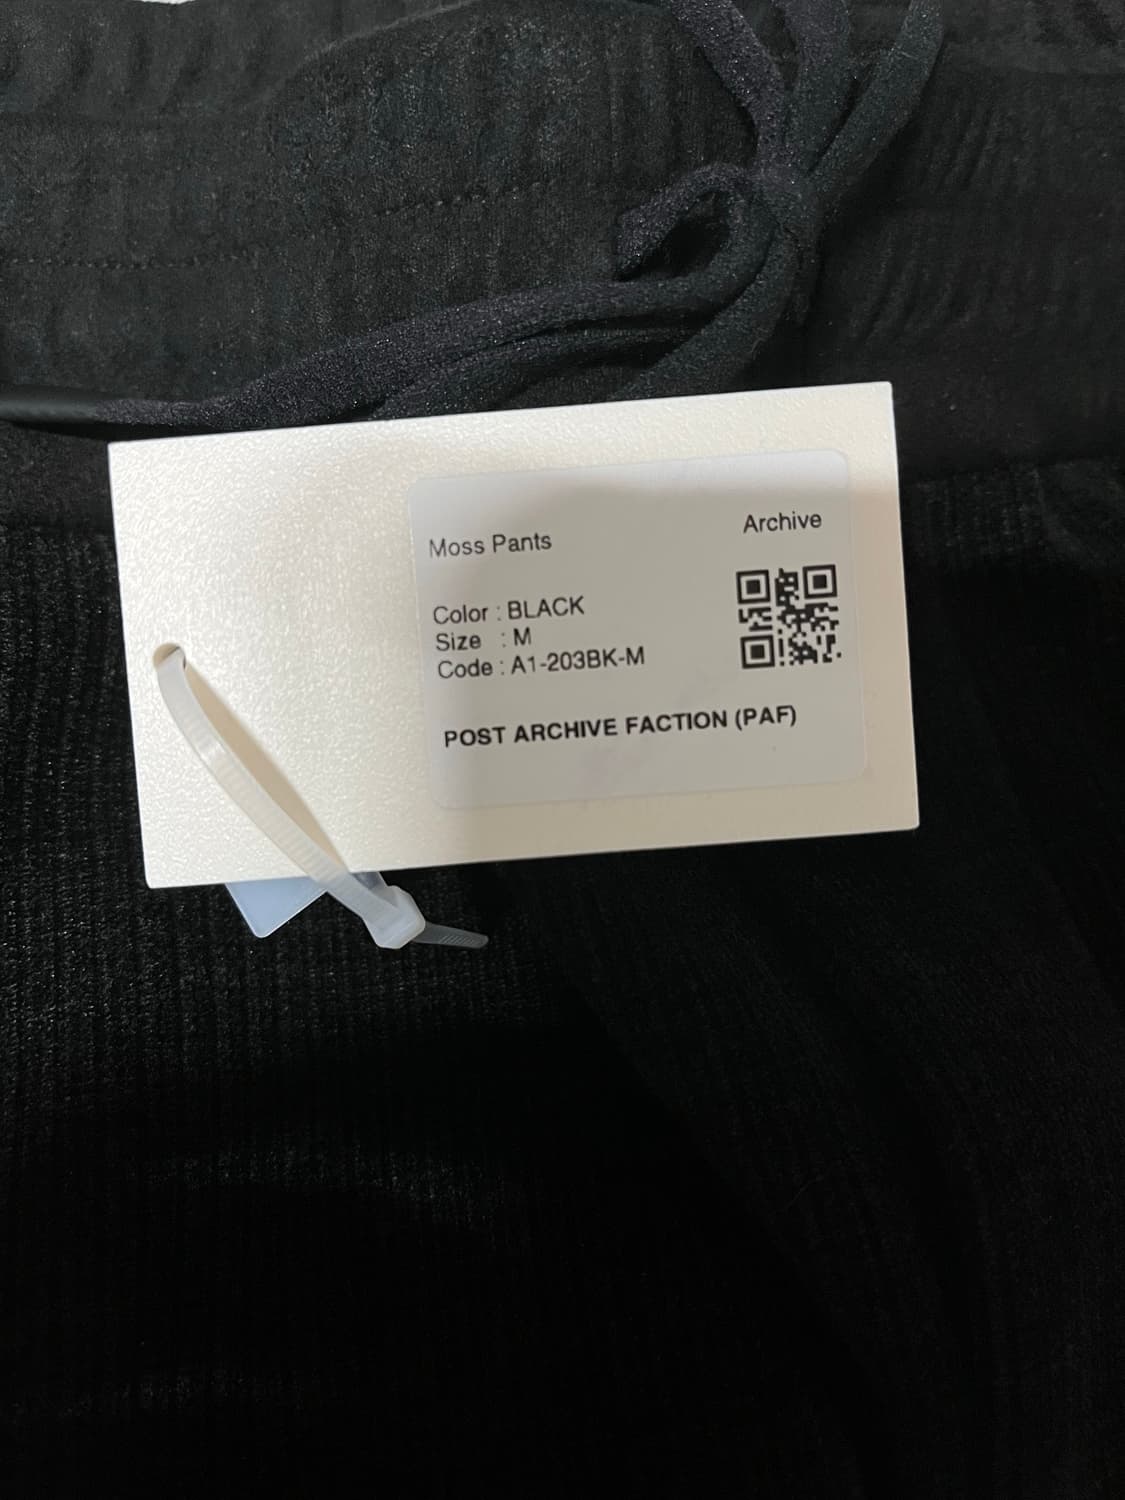 Archive
Moss Pants
Color : BLACK
Size : M
Code : A1-203BK-M
POST ARCHIVE FACTION (PAF)